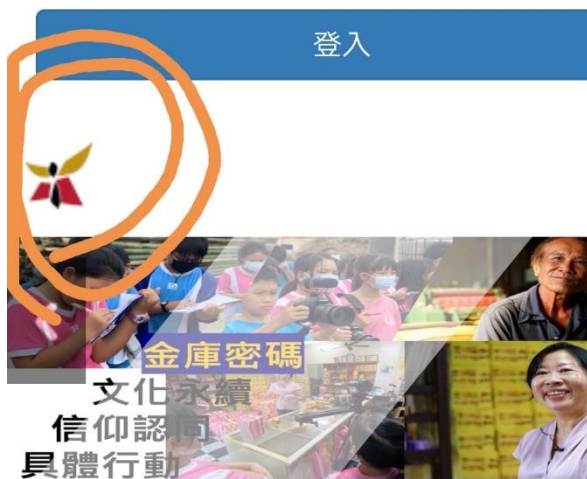 登入
金庫密碼
文化永續
信仰認同
具體行動